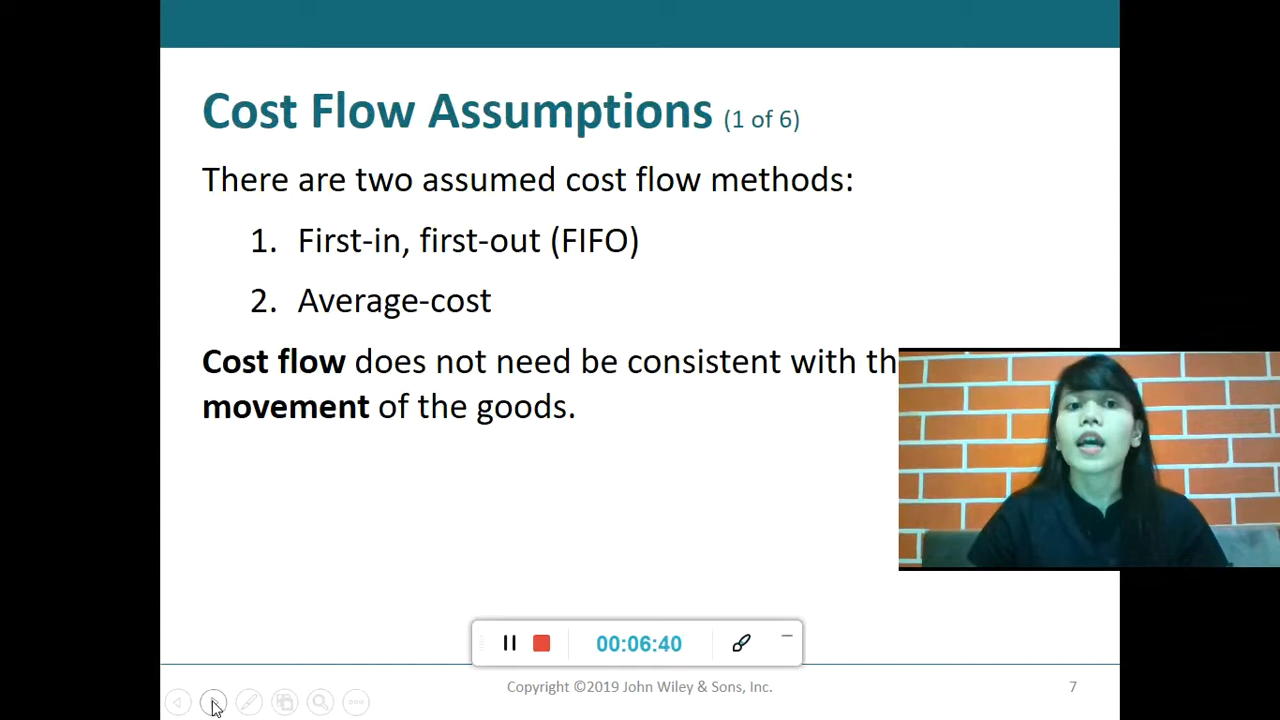 Cost Flow Assumptions (1 of 6)
There are two assumed cost flow methods:
1. First-in, first-out (FIFO)
2. Average-cost
Cost flow does not need be consistent with th
movement of the goods.
00:06:40
Copyright ©2019 John Wiley & Sons, Inc.
7